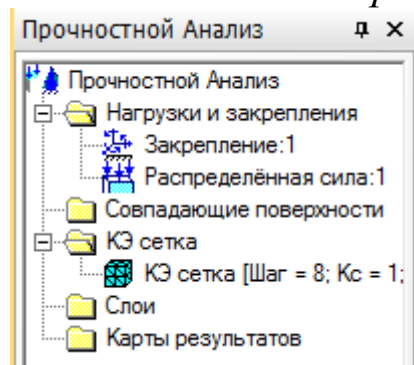 Прочностной Анализ
Прочностной Анализ
Нагрузки и закрепления
Закрепление:1
Распределённая сила:1
Совпадающие поверхности
КЭ сетка
КЭ сетка [Шаг = 8; Кс = 1;
Слои
Карты результатов